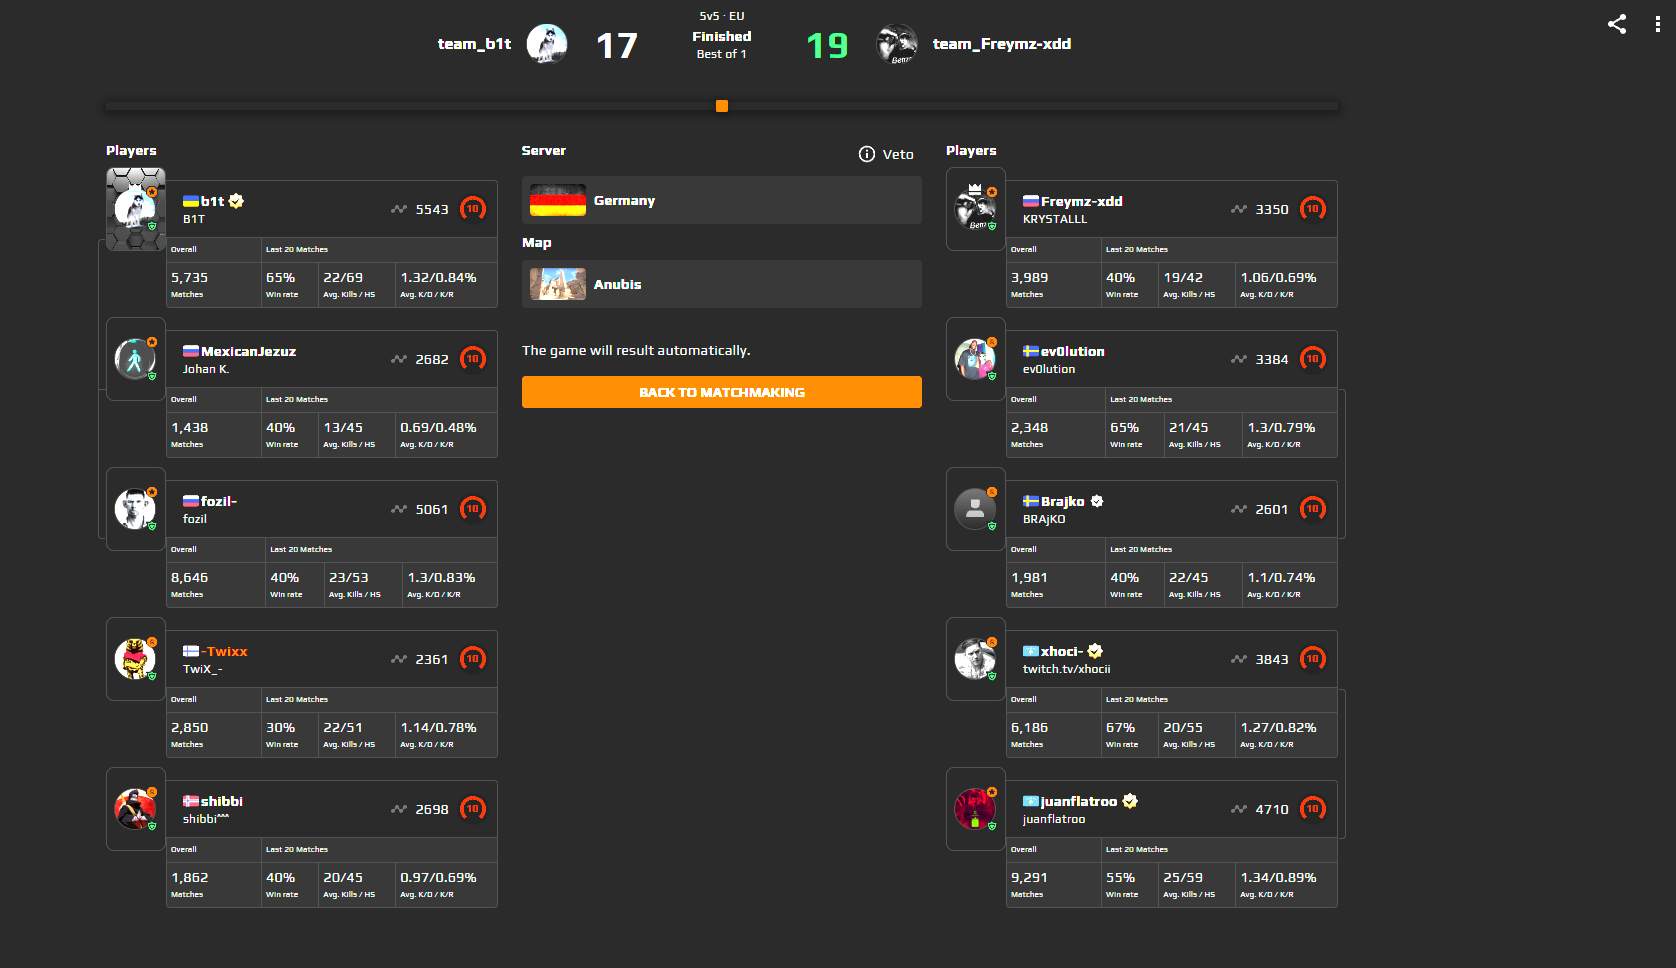 team_b1t
17
5v5 · EU
Finished
Best of 1
19
team_Freymz-xdd
Players
b1t
B1T
5543
10
Overall
Last 20 Matches
5,735
Matches
65%
Win rate
22/69
Avg. Kills / HS
1.32/0.84%
Avg. K/D / K/R
MexicanJezuz
Johan K.
2682
10
Overall
Last 20 Matches
1,438
Matches
40%
Win rate
13/45
Avg. Kills / HS
0.69/0.48%
Avg. K/D / K/R
fozil-
fozil
5061
10
Overall
Last 20 Matches
8,646
Matches
40%
Win rate
23/53
Avg. Kills / HS
1.3/0.83%
Avg. K/D / K/R
-Twixx
TwiX_-
2361
10
Overall
Last 20 Matches
2,850
Matches
30%
Win rate
22/51
Avg. Kills / HS
1.14/0.78%
Avg. K/D / K/R
shibbi
shibbi^^^
2698
10
Overall
Last 20 Matches
1,862
Matches
40%
Win rate
20/45
Avg. Kills / HS
0.97/0.69%
Avg. K/D / K/R
Server
Veto
Germany
Map
Anubis
The game will result automatically.
BACK TO MATCHMAKING
Players
Freymz-xdd
KRYSTALLL
3350
10
Overall
Last 20 Matches
3,989
Matches
40%
Win rate
19/42
Avg. Kills / HS
1.06/0.69%
Avg. K/D / K/R
ev0lution
ev0lution
3384
10
Overall
Last 20 Matches
2,348
Matches
65%
Win rate
21/45
Avg. Kills / HS
1.3/0.79%
Avg. K/D / K/R
Brajko
BRAjKO
2601
10
Overall
Last 20 Matches
1,981
Matches
40%
Win rate
22/45
Avg. Kills / HS
1.1/0.74%
Avg. K/D / K/R
xhoci-
twitch.tv/xhocii
3843
10
Overall
Last 20 Matches
6,186
Matches
67%
Win rate
20/55
Avg. Kills / HS
1.27/0.82%
Avg. K/D / K/R
juanflatroo
juanflatroo
4710
10
Overall
Last 20 Matches
9,291
Matches
55%
Win rate
25/59
Avg. Kills / HS
1.34/0.89%
Avg. K/D / K/R